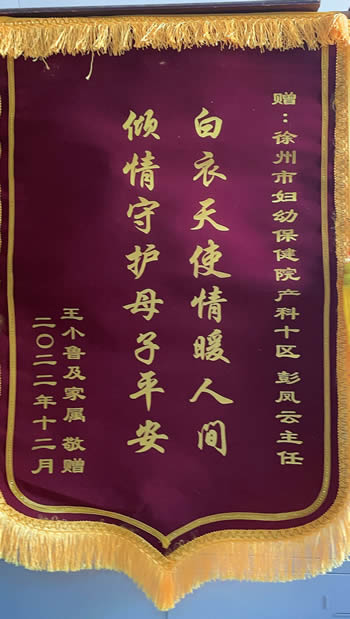 赠：徐州市妇幼保健院产科十区 彭凤云主任
白衣天使情暖人间
倾情守护母子平安
王小鲁及家属 敬赠
二〇二二年十二月